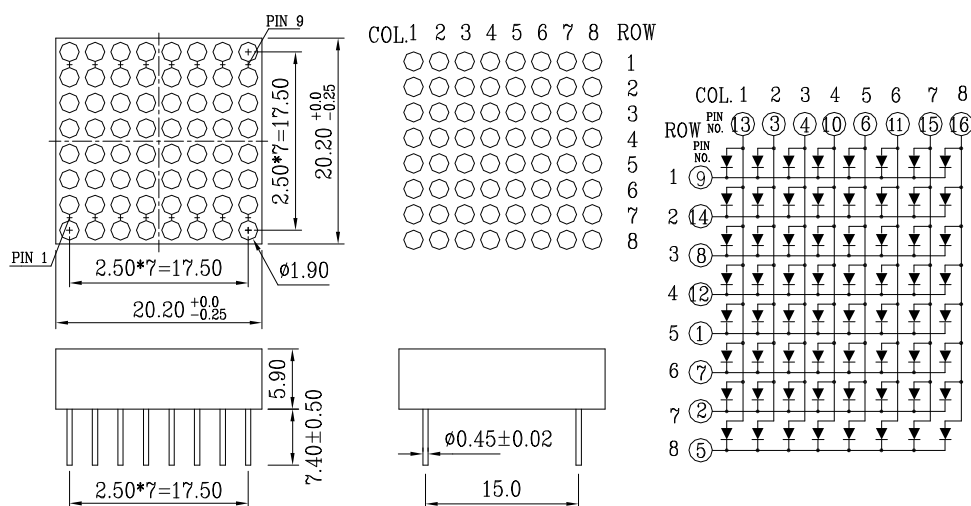 PIN 9
2.50*7=17.50
20.20 +0.0 -0.25
PIN 1
2.50*7=17.50
ø1.90
20.20 +0.0 -0.25
COL. 1 2 3 4 5 6 7 8 ROW
1
2
3
4
5
6
7
8
5.90
7.40±0.50
2.50*7=17.50
ø0.45±0.02
15.0
COL. 1 2 3 4 5 6 7 8
ROW PIN NO. 13 3 4 10 6 11 15 16
PIN NO.
1 9
2 14
3 8
4 12
5 1
6 7
7 2
8 5